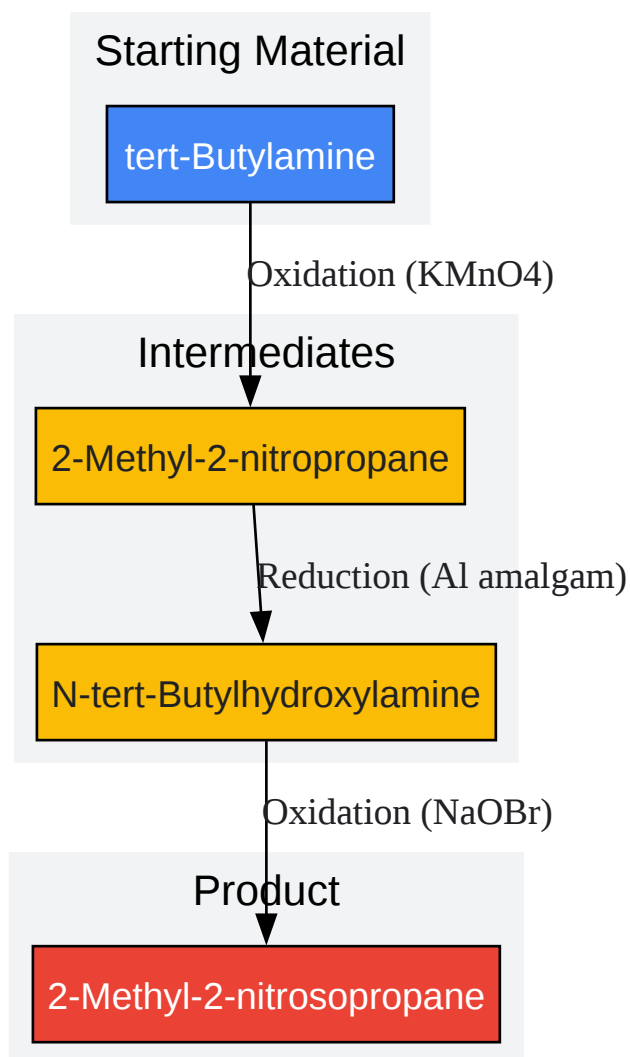 Starting Material
tert-Butylamine
Oxidation (KMnO4)
Intermediates
2-Methyl-2-nitropropane
Reduction (Al amalgam)
N-tert-Butylhydroxylamine
Oxidation (NaOBr)
Product
2-Methyl-2-nitrosopropane